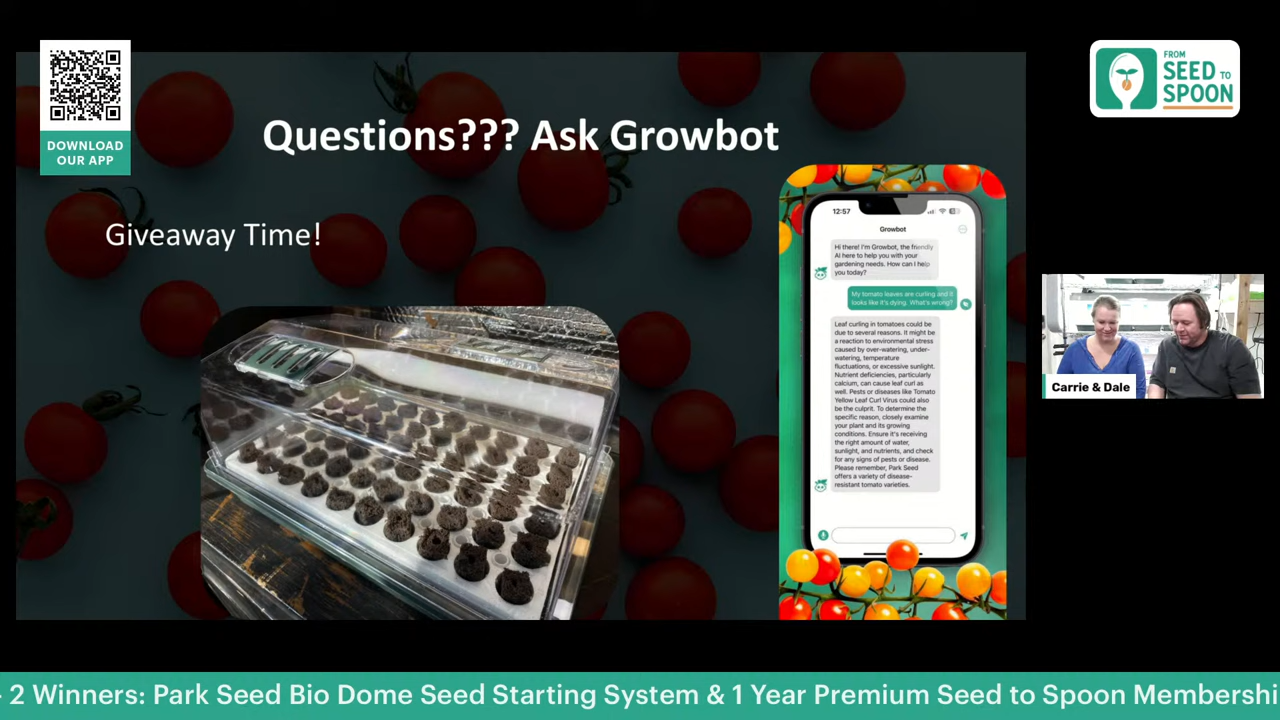 DOWNLOAD
OUR APP
FROM
SEED TO
SPOON
Questions??? Ask Growbot
Giveaway Time!
12:57
Growbot
Hi there! I'm Growbot, the friendly
AI here to help you with your
gardening needs. How can I help
you today?
My tomato leaves are curling and it
looks like it's dying. What's wrong?
Leaf curling in tomatoes could be
due to several reasons. It might be
a reaction to environmental stress
caused by over-watering, under-
watering, temperature
fluctuations, or excessive sunlight.
Nutrient deficiencies, particularly
calcium, can cause leaf curl as
well. Pests or diseases like Tomato
Yellow Leaf Curl Virus could also
be the culprit. To determine the
specific reason, closely examine
your plant and its growing
conditions. Ensure it's receiving
the right amount of water,
sunlight, and nutrients, and check
for any signs of pests or disease.
Please remember, Park Seed
offers a variety of disease-
resistant tomato varieties.
Carrie & Dale
2 Winners: Park Seed Bio Dome Seed Starting System & 1 Year Premium Seed to Spoon Membershi